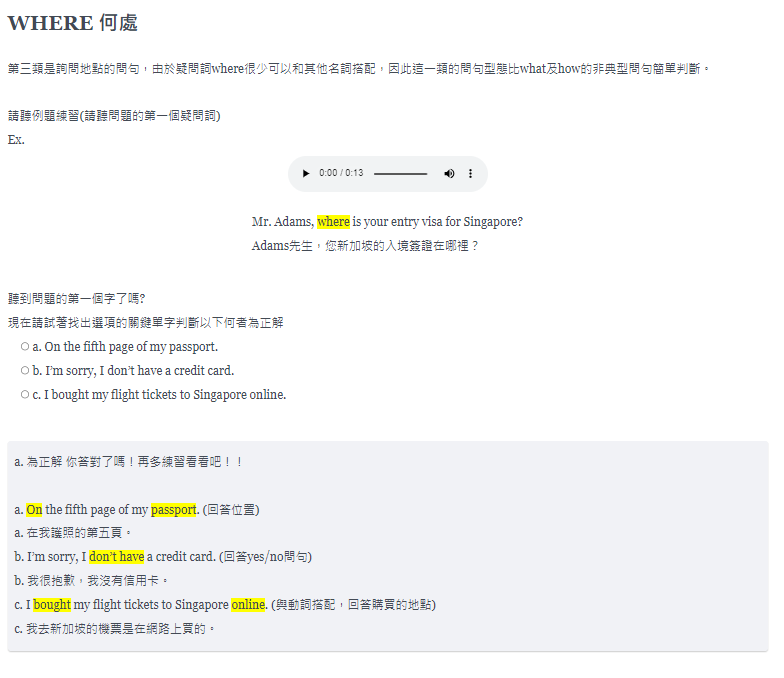 WHERE 何處
第三類是詢問地點的問句，由於疑問詞where很少可以和其他名詞搭配，因此這一類的問句型態比what及how的非典型問句簡單判斷。
請聽例題練習(請聽問題的第一個疑問詞)
Ex.
0:00 / 0:13
Mr. Adams, where is your entry visa for Singapore?
Adams先生，您新加坡的入境簽證在哪裡？
聽到問題的第一個字了嗎?
現在請試著找出選項的關鍵單字判斷以下何者為正解
a. On the fifth page of my passport.
b. I’m sorry, I don’t have a credit card.
c. I bought my flight tickets to Singapore online.
a. 為正解 你答對了嗎！再多練習看看吧！！
a. On the fifth page of my passport. (回答位置)
a. 在我護照的第五頁。
b. I’m sorry, I don’t have a credit card. (回答yes/no問句)
b. 我很抱歉，我沒有信用卡。
c. I bought my flight tickets to Singapore online. (與動詞搭配，回答購買的地點)
c. 我去新加坡的機票是在網路上買的。